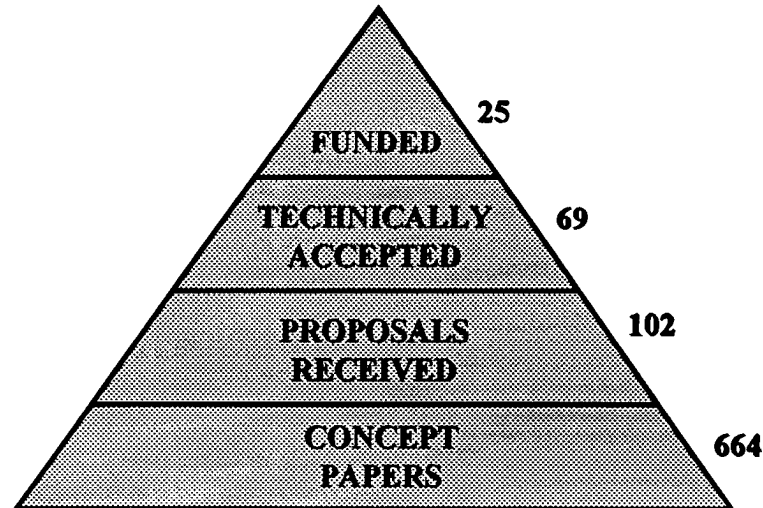 25
FUNDED
TECHNICALLY
ACCEPTED
69
PROPOSALS
RECEIVED
102
CONCEPT
PAPERS
664